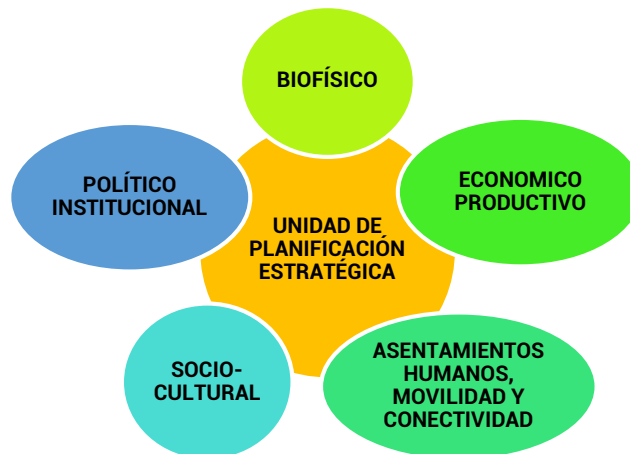 BIOFÍSICO
POLÍTICO
INSTITUCIONAL
ECONOMICO
PRODUCTIVO
UNIDAD DE
PLANIFICACIÓN
ESTRATÉGICA
SOCIO-
CULTURAL
ASENTAMIENTOS
HUMANOS,
MOVILIDAD Y
CONECTIVIDAD